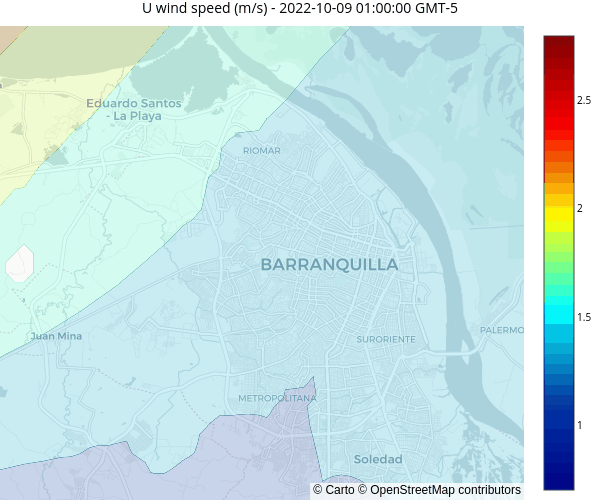 U wind speed (m/s) - 2022-10-09 01:00:00 GMT-5
2.5
Eduardo Santos
- La Playa
RIOMAR
2
BARRANQUILLA
1.5
PALERMO
Juan Mina
SURORIENTE
METROPOLITANA
1
Soledad
© Carto © OpenStreetMap contributors